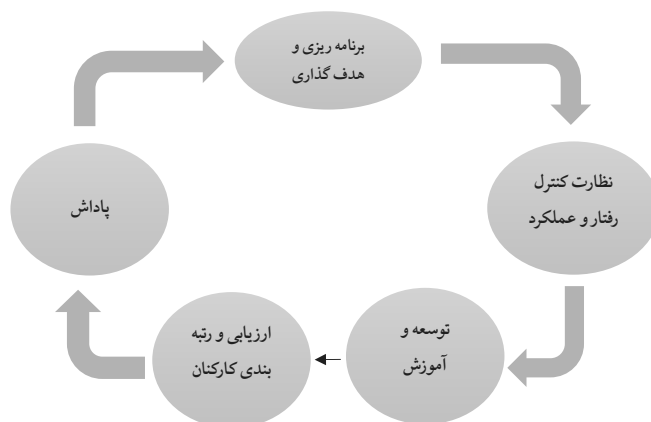 برنامه ریزی و
هدف گذاری
نظارت کنترل
رفتار و عملکرد
توسعه و
آموزش
ارزیابی و رتبه
بندی کارکنان
پاداش